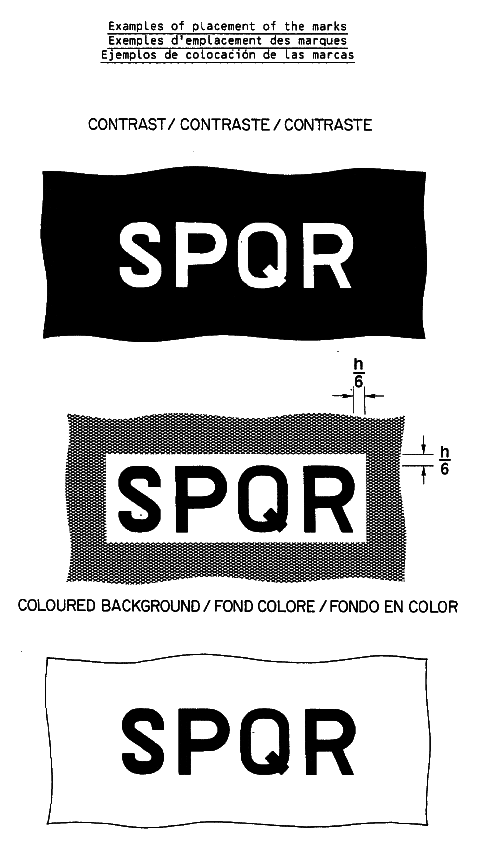 Examples of placement of the marks
Exemples d'emplacement des marques
Ejemplos de colocación de las marcas
CONTRAST / CONTRASTE / CONTRASTE
SPQR
h
6
h
6
SPQR
COLOURED BACKGROUND / FOND COLORE / FONDO EN COLOR
SPQR